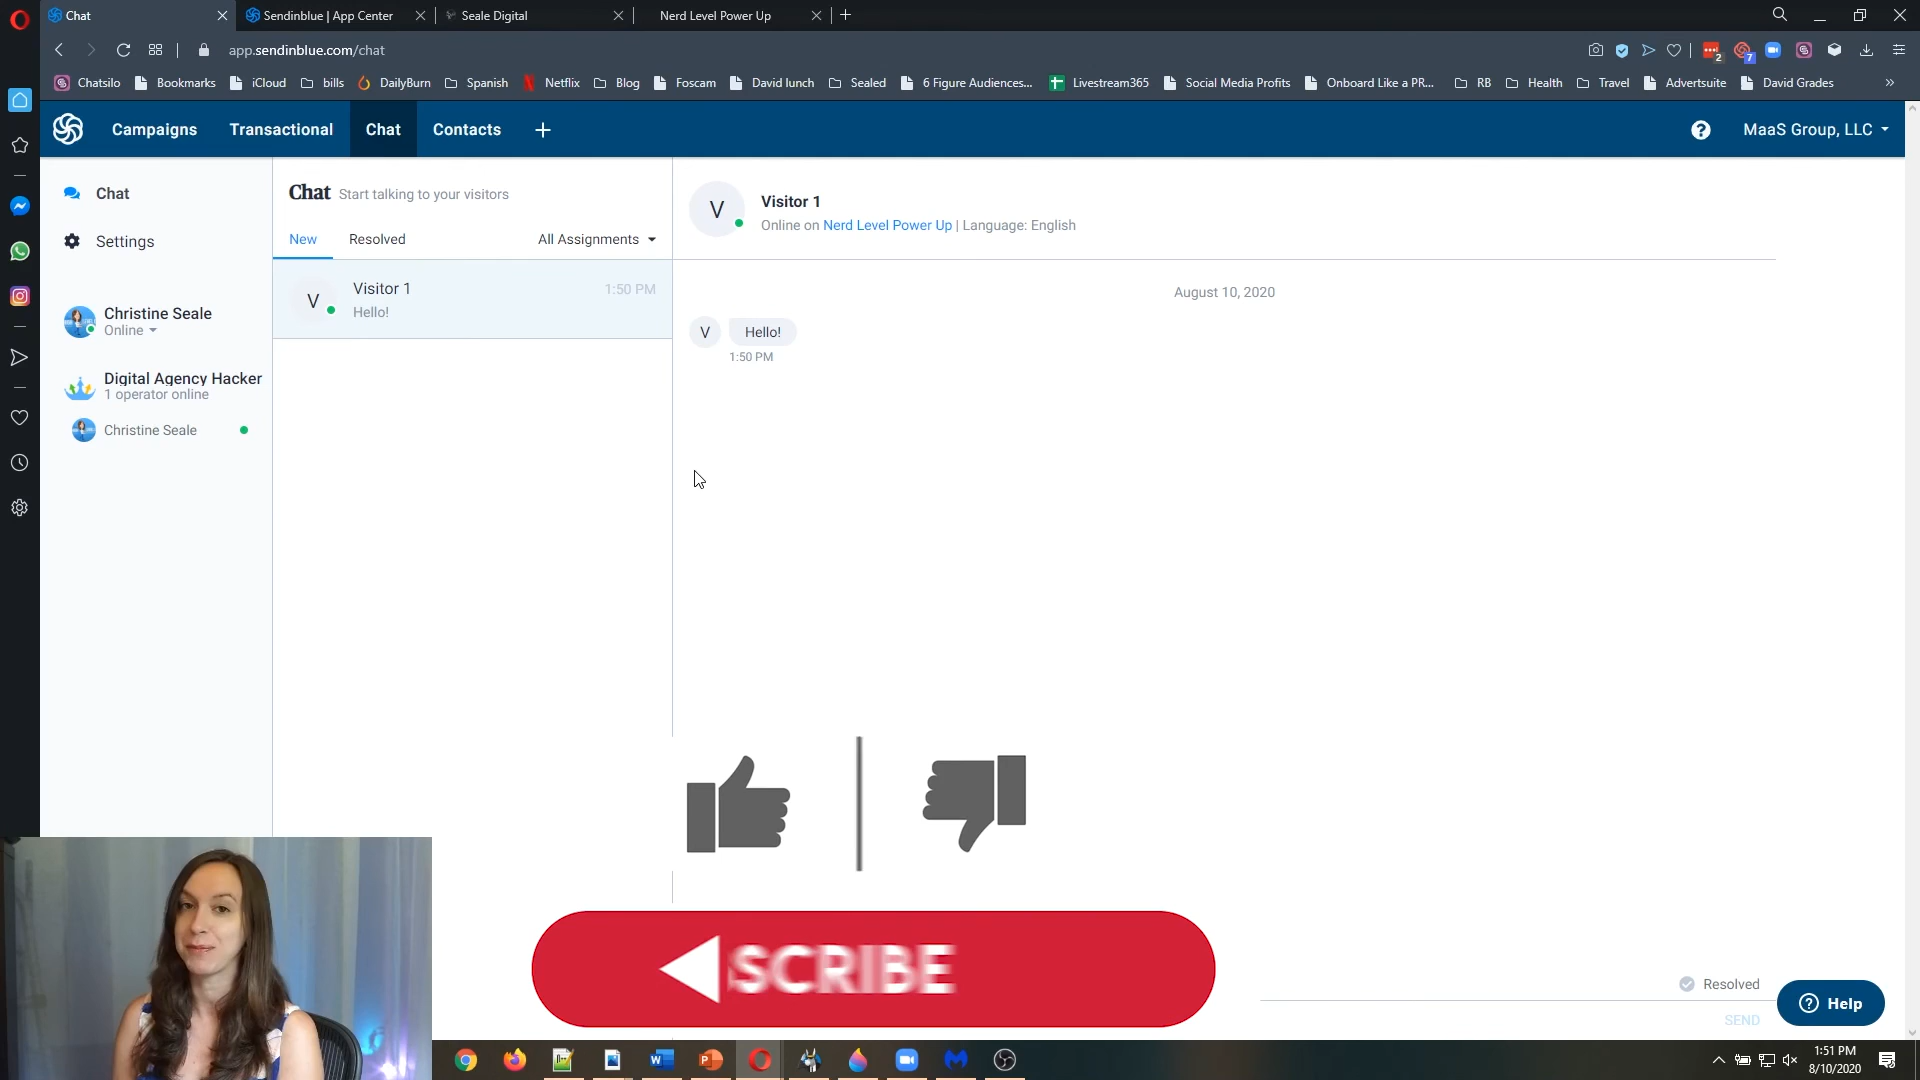 Chat
Sendinblue | App Center
Seale Digital
Nerd Level Power Up
app.sendinblue.com/chat
2
7
Chatsilo
Bookmarks
iCloud
bills
DailyBurn
Spanish
Netflix
Blog
Foscam
David lunch
Sealed
6 Figure Audiences...
Livestream365
Social Media Profits
Onboard Like a PR...
RB
Health
Travel
Advertsuite
David Grades
Campaigns
Transactional
Chat
Contacts
MaaS Group, LLC
Chat
Settings
Christine Seale
Online
Digital Agency Hacker
1 operator online
Christine Seale
Chat Start talking to your visitors
New
Resolved
All Assignments
V
Visitor 1
1:50 PM
Hello!
V
Visitor 1
Online on Nerd Level Power Up | Language: English
August 10, 2020
V
Hello!
1:50 PM
SCRIBE
Resolved
SEND
Help
1:51 PM
8/10/2020